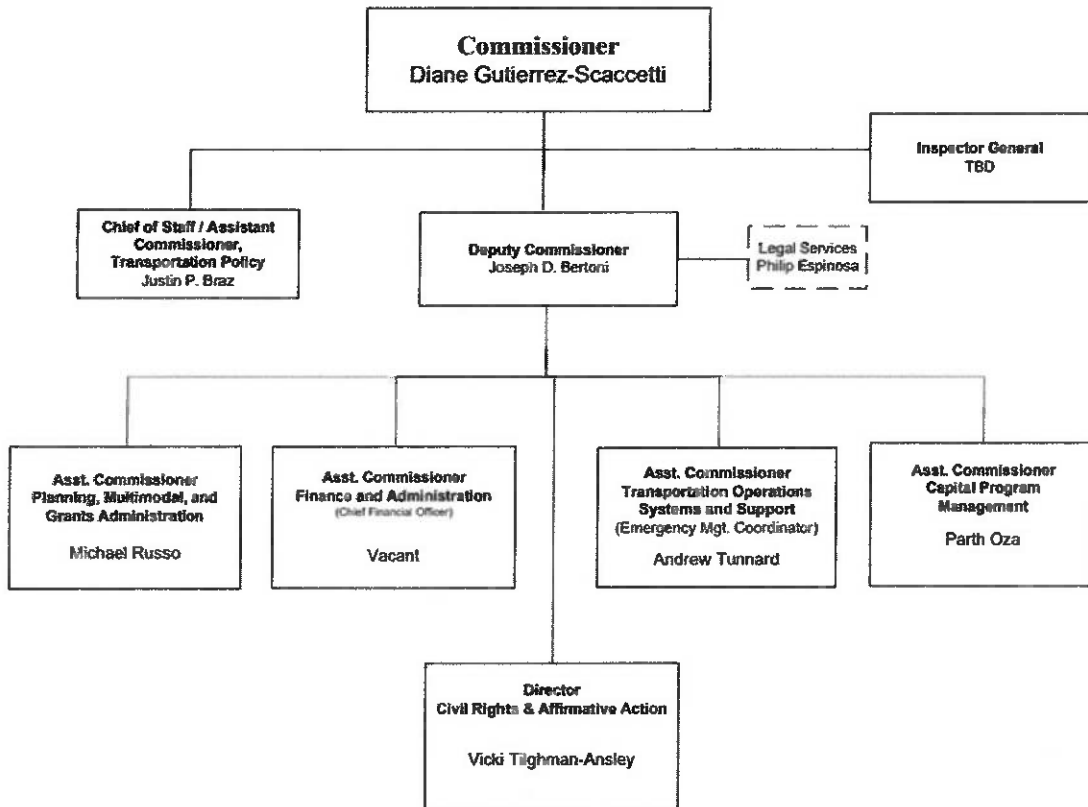 Commissioner
Diane Gutierrez-Scaccetti
Inspector General
TBD
Chief of Staff / Assistant
Commissioner,
Transportation Policy
Justin P. Braz
Deputy Commissioner
Joseph D. Bertoni
Legal Services
Philip Espinosa
Asst. Commissioner
Planning, Multimodal, and
Grants Administration
Michael Russo
Asst. Commissioner
Finance and Administration
(Chief Financial Officer)
Vacant
Asst. Commissioner
Transportation Operations
Systems and Support
(Emergency Mgt. Coordinator)
Andrew Tunnard
Asst. Commissioner
Capital Program
Management
Parth Oza
Director
Civil Rights & Affirmative Action
Vicki Tilghman-Ansley